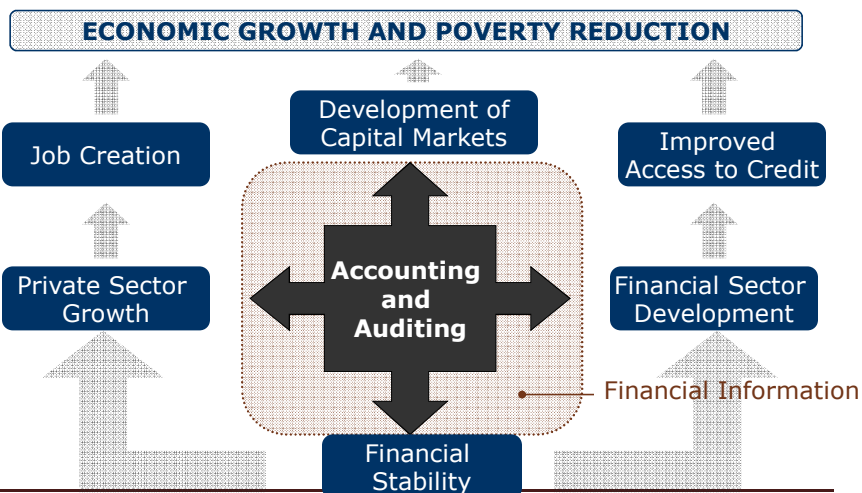 ECONOMIC GROWTH AND POVERTY REDUCTION
Development of
Capital Markets
Job Creation
Improved
Access to Credit
Accounting
and
Auditing
Private Sector
Growth
Financial Sector
Development
Financial Information
Financial
Stability